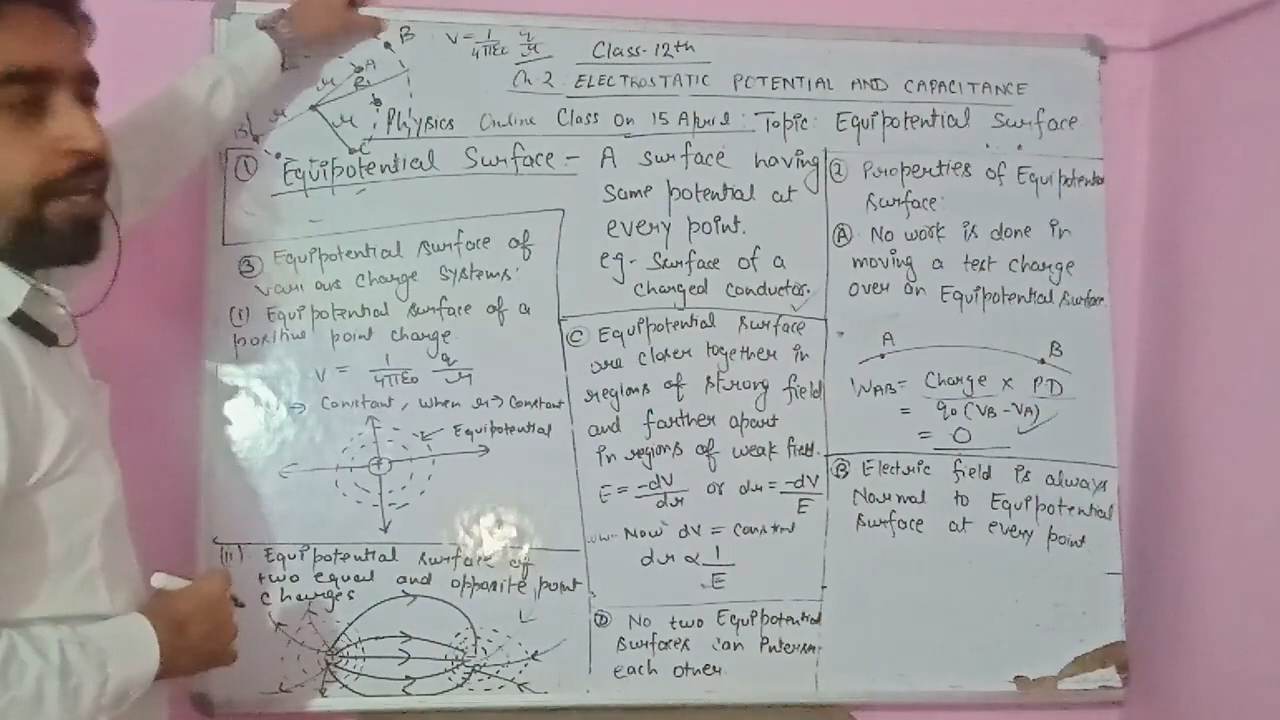 B
A
R1
r
r
r
B
C
V = 1/4πε0 q/r
Class-12th
Ch-2 ELECTROSTATIC POTENTIAL AND CAPACITANCE
Physics Online Class on 15 April: Topic: Equipotential Surface
① Equipotential Surface - A surface having
same potential at
every point.
eg- Surface of a
charged conductor.
② Properties of Equipotential
Surface:
Ⓐ No work is done in
moving a test charge
over an Equipotential Surface
A
B
WAB = Charge × PD
= q0 (VB - VA)
= 0
Ⓑ Electric field is always
Normal to Equipotential
Surface at every point
Ⓒ Equipotential Surface
are closer together in
regions of strong field
and farther apart
in regions of weak field.
E = -dV/dr or dr = -dV/E
Now dV = constant
dr ∝ 1/E
Ⓓ No two Equipotential
Surfaces can
each other.
③ Equipotential surface of
various charge systems:
(i) Equipotential surface of a
positive point charge.
V = 1/4πε0 q/r
→ Constant, when r → constant
Equipotential
+
(ii) Equipotential surface of
two equal and opposite point
charges